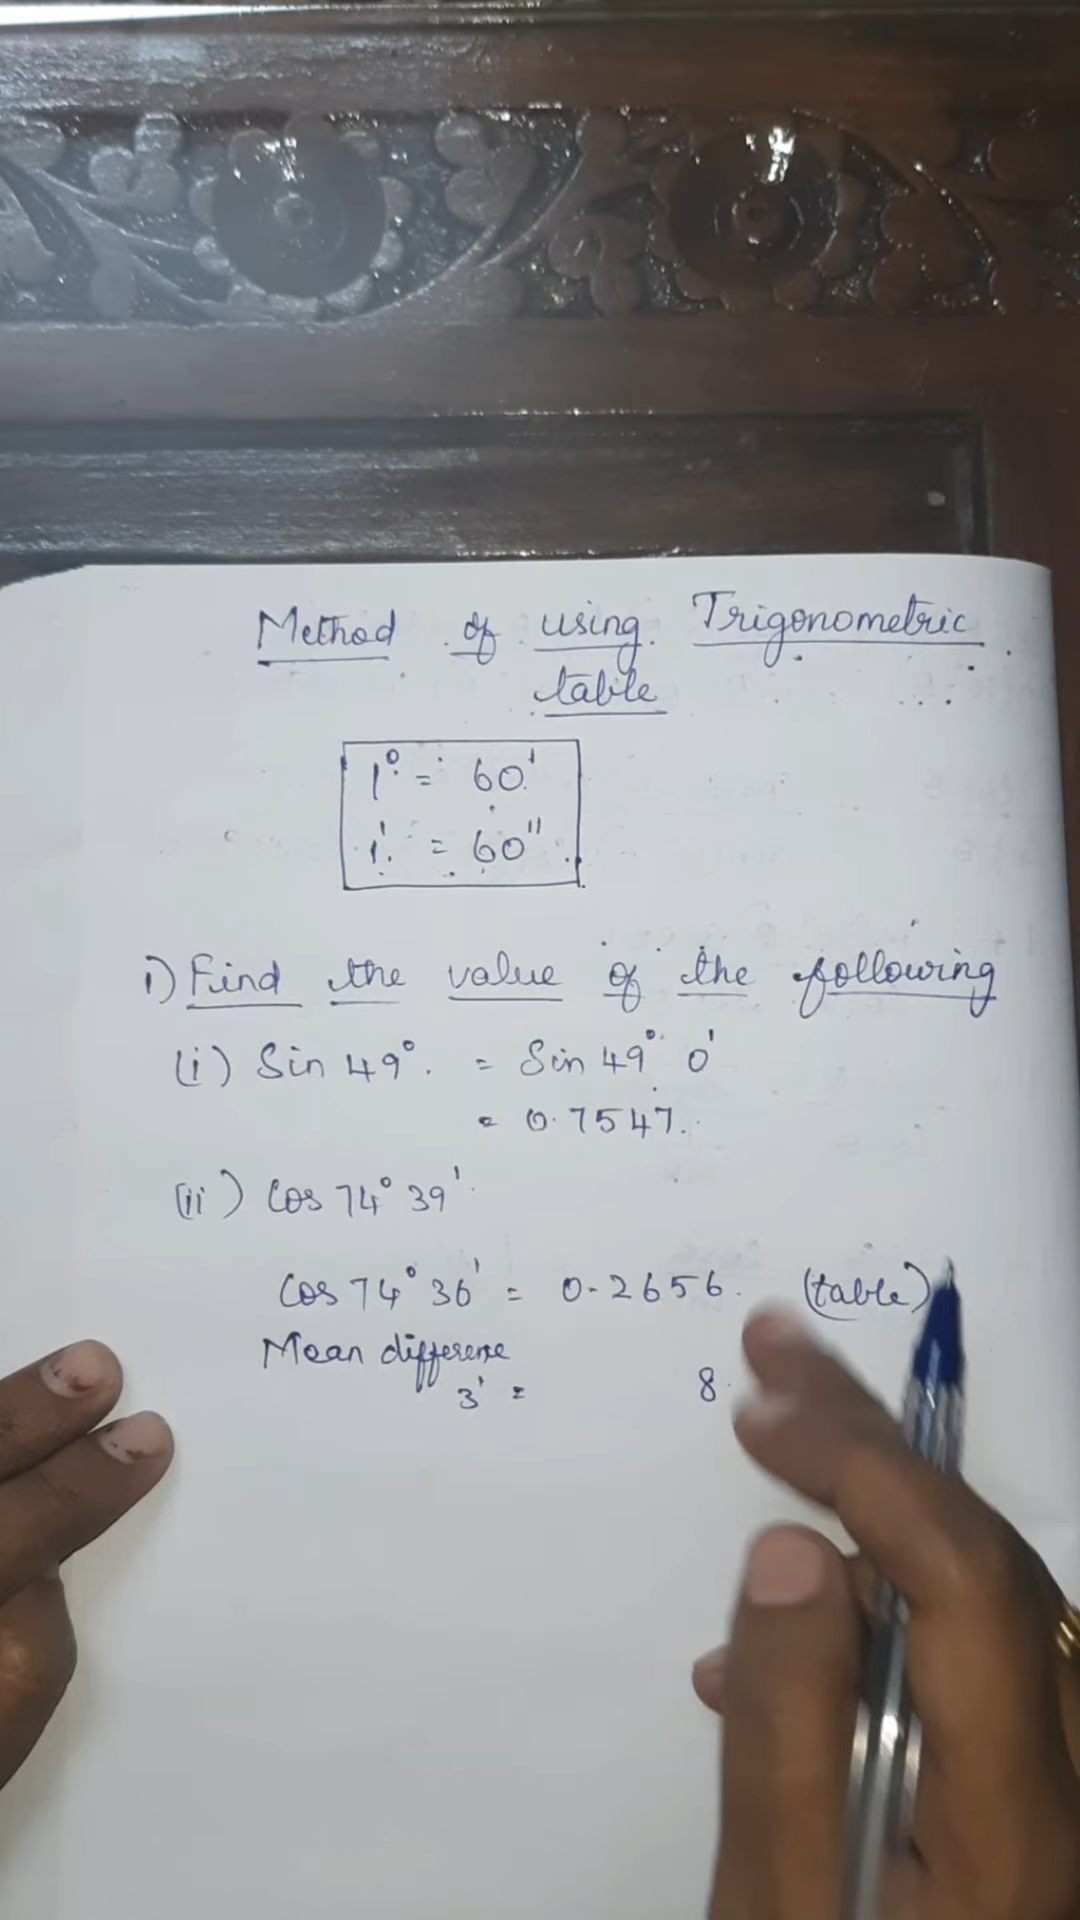 Method of using Trigonometric
table
1° = 60'
1' = 60"
i) Find the value of the following
(i) Sin 49° = Sin 49° 0'
= 0.7547.
(ii) Cos 74° 39'
Cos 74° 36' = 0.2656. (table)
Mean difference
3' = 8